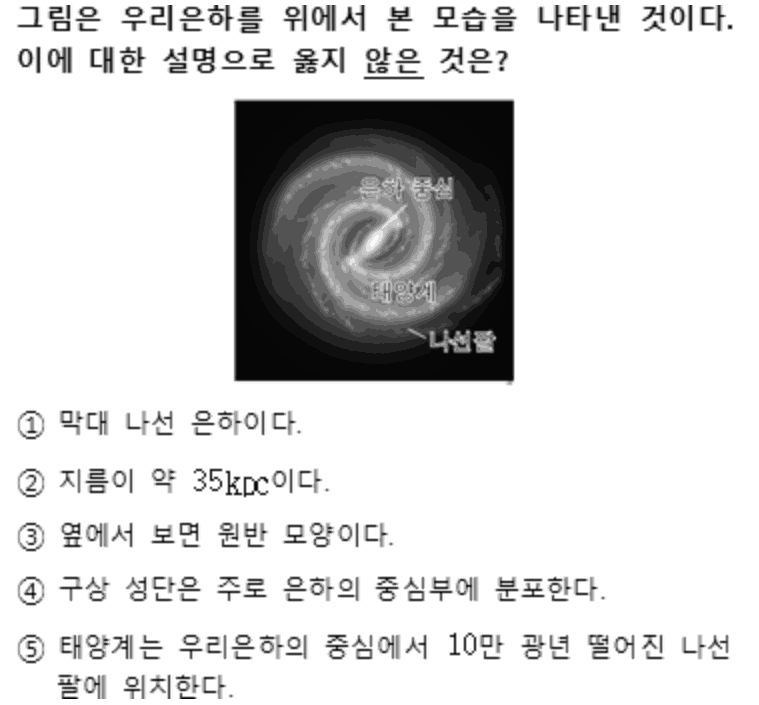 그림은 우리은하를 위에서 본 모습을 나타낸 것이다.
이에 대한 설명으로 옳지 않은 것은?
은하 중심
태양계
나선팔
① 막대 나선 은하이다.
② 지름이 약 35kpc이다.
③ 옆에서 보면 원반 모양이다.
④ 구상 성단은 주로 은하의 중심부에 분포한다.
⑤ 태양계는 우리은하의 중심에서 10만 광년 떨어진 나선
팔에 위치한다.